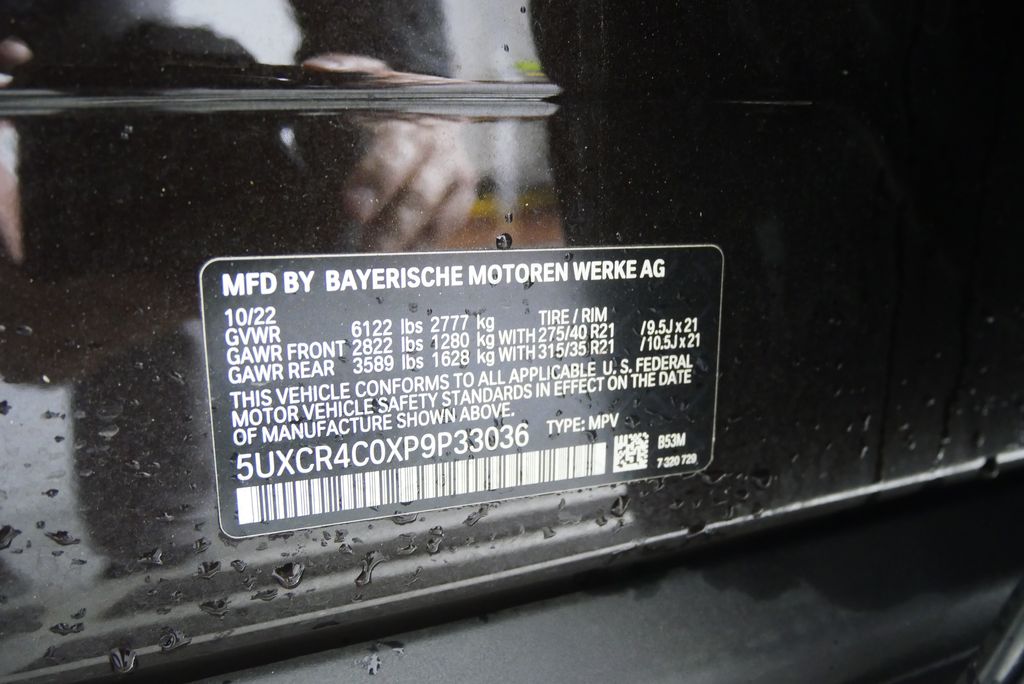 MFD BY BAYERISCHE MOTOREN WERKE AG
10/22
GVWR 6122 lbs 2777 kg TIRE / RIM
GAWR FRONT 2822 lbs 1280 kg WITH 275/40 R21 /9.5J x 21
GAWR REAR 3589 lbs 1628 kg WITH 315/35 R21 /10.5J x 21
THIS VEHICLE CONFORMS TO ALL APPLICABLE U. S. FEDERAL
MOTOR VEHICLE SAFETY STANDARDS IN EFFECT ON THE DATE
OF MANUFACTURE SHOWN ABOVE.
5UXCR4C0XP9P33036 TYPE: MPV
B53M
7 320 729